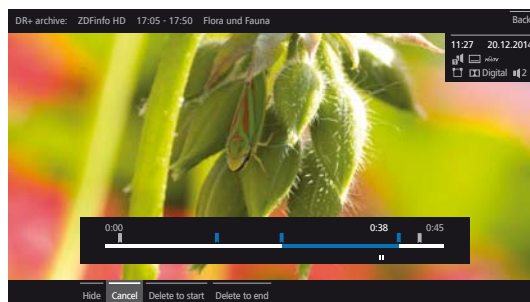 DR+ archive: ZDFinfo HD 17:05 - 17:50 Flora und Fauna
Back
11:27 20.12.2014
HbbTV
Digital 2
0:00 0:38 0:45
Hide Cancel Delete to start Delete to end